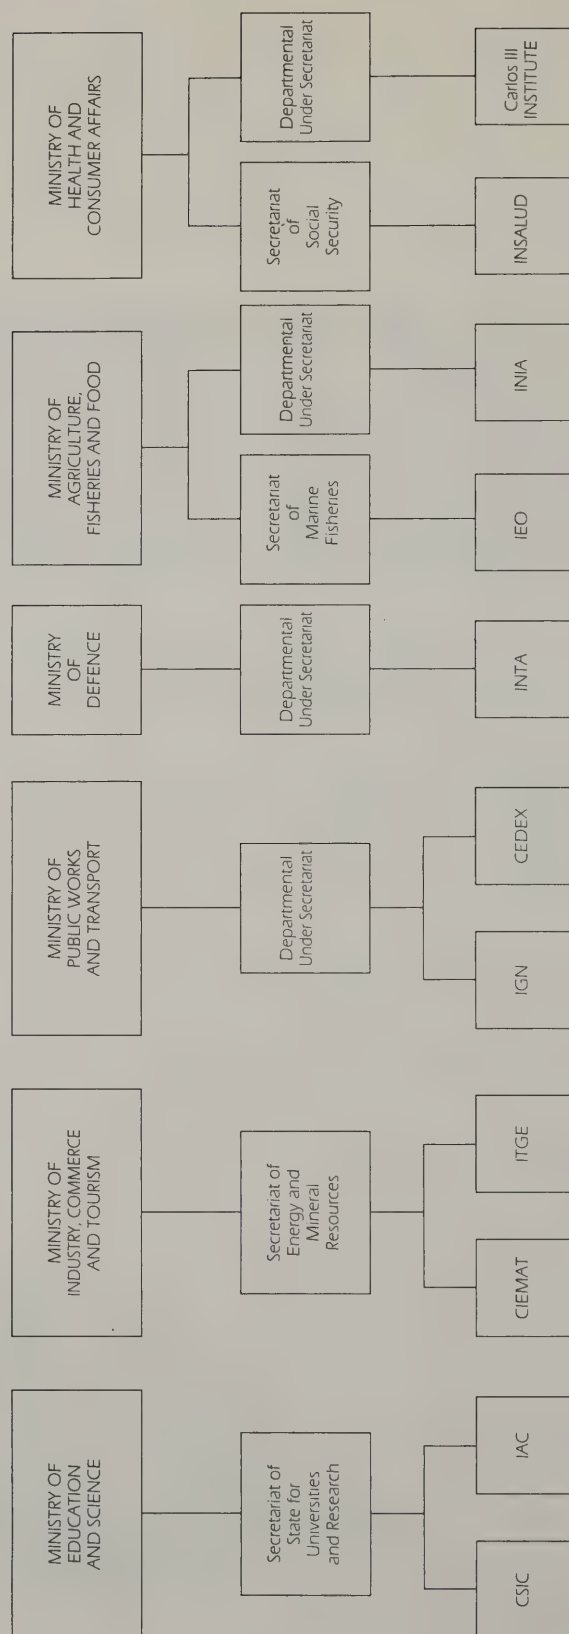 MINISTRY OF
EDUCATION
AND SCIENCE
MINISTRY OF
INDUSTRY, COMMERCE
AND TOURISM
MINISTRY OF
PUBLIC WORKS
AND TRANSPORT
MINISTRY
OF
DEFENCE
MINISTRY OF
AGRICULTURE,
FISHERIES AND FOOD
MINISTRY OF
HEALTH AND
CONSUMER AFFAIRS
Secretariat of
State for
Universities
and Research
Secretariat of
Energy and
Mineral
Resources
Departmental
Under Secretariat
Departmental
Under Secretariat
Secretariat
of
Marine
Fisheries
Departmental
Under Secretariat
Secretariat
of
Social
Security
Departmental
Under Secretariat
CSIC
IAC
CIEMAT
ITGE
IGN
CEDEX
INTA
IEO
INIA
INSALUD
Carlos III
INSTITUTE